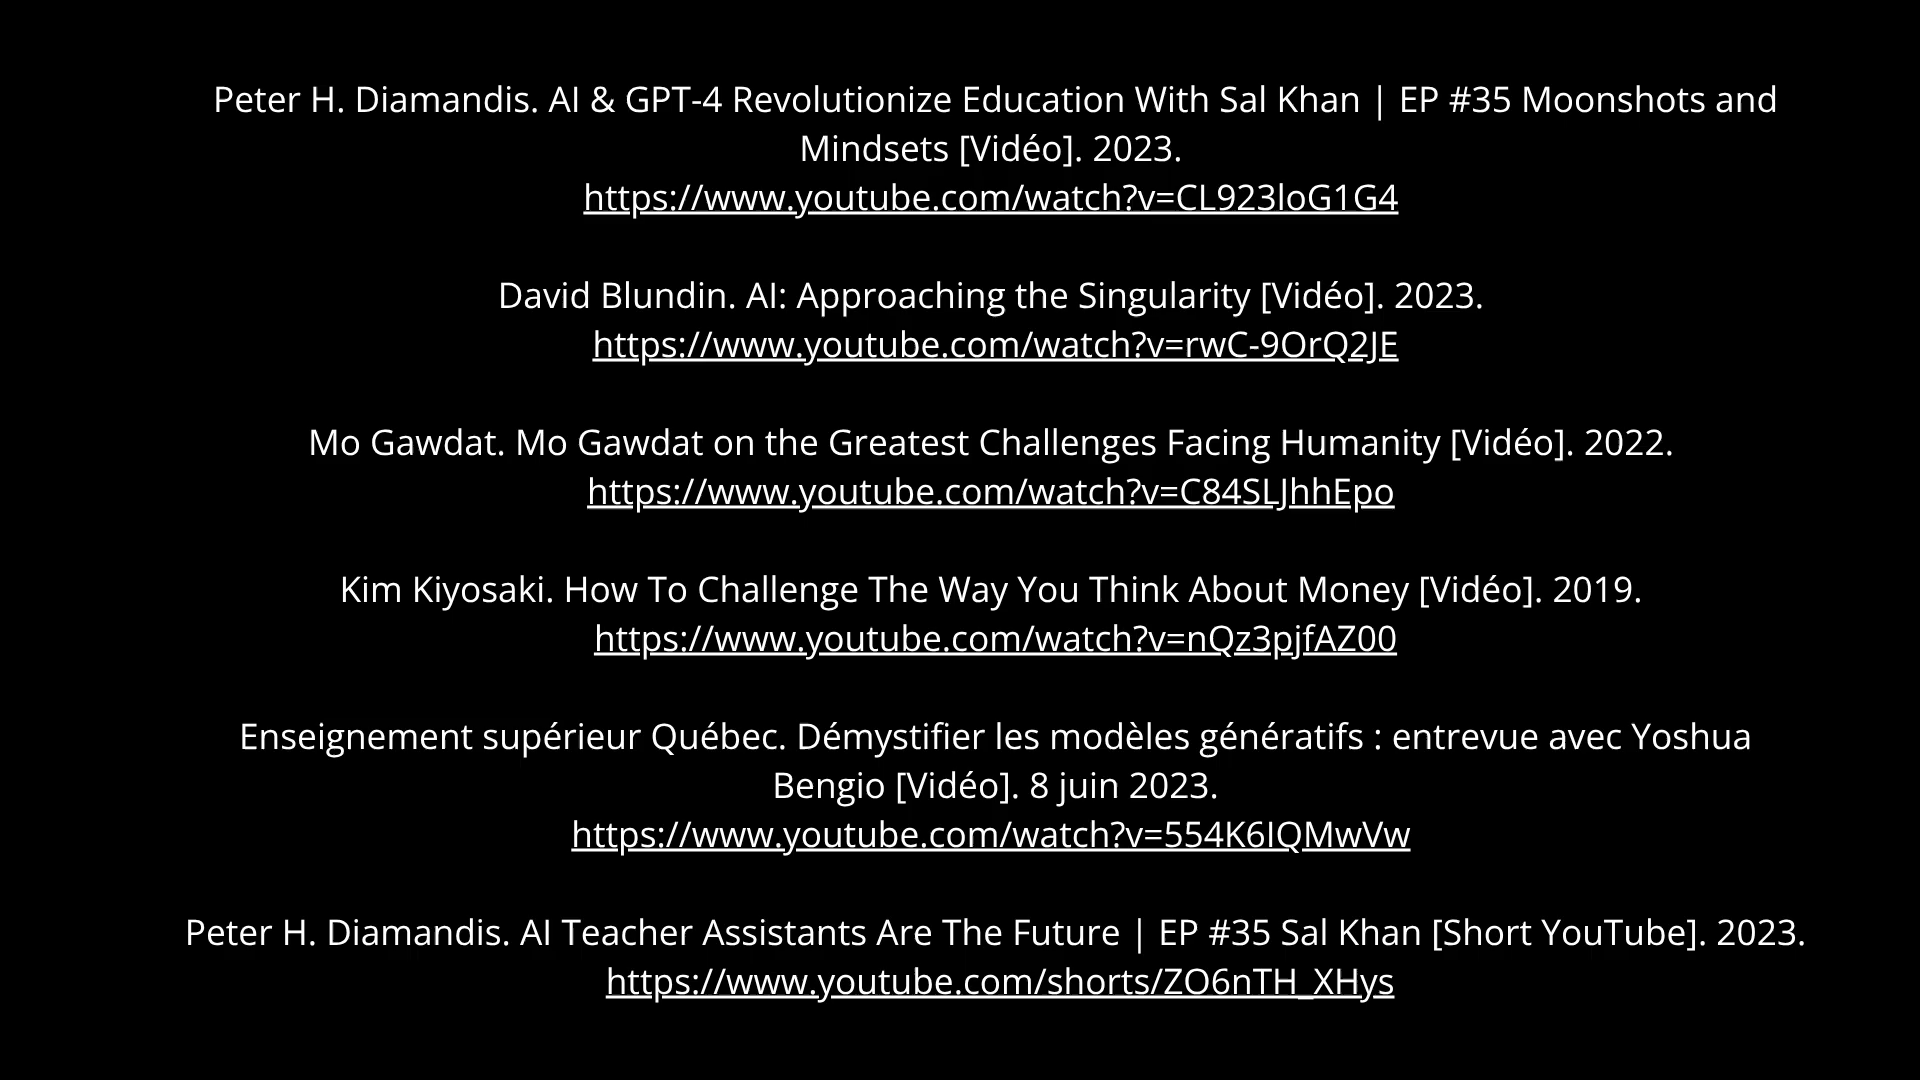 Peter H. Diamandis. AI & GPT-4 Revolutionize Education With Sal Khan | EP #35 Moonshots and
Mindsets [Vidéo]. 2023.
https://www.youtube.com/watch?v=CL923loG1G4
David Blundin. AI: Approaching the Singularity [Vidéo]. 2023.
https://www.youtube.com/watch?v=rwC-9OrQ2JE
Mo Gawdat. Mo Gawdat on the Greatest Challenges Facing Humanity [Vidéo]. 2022.
https://www.youtube.com/watch?v=C84SLJhhEpo
Kim Kiyosaki. How To Challenge The Way You Think About Money [Vidéo]. 2019.
https://www.youtube.com/watch?v=nQz3pjfAZ00
Enseignement supérieur Québec. Démystifier les modèles génératifs : entrevue avec Yoshua
Bengio [Vidéo]. 8 juin 2023.
https://www.youtube.com/watch?v=554K6IQMwVw
Peter H. Diamandis. AI Teacher Assistants Are The Future | EP #35 Sal Khan [Short YouTube]. 2023.
https://www.youtube.com/shorts/ZO6nTH_XHys